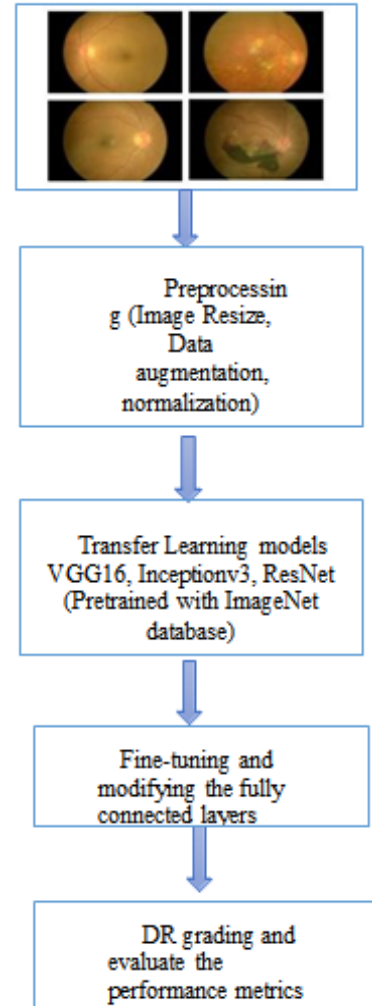 Preprocessin
g (Image Resize,
Data
augmentation,
normalization)
Transfer Learning models
VGG16, Inceptionv3, ResNet
(Pretrained with ImageNet
database)
Fine-tuning and
modifying the fully
connected layers
DR grading and
evaluate the
performance metrics